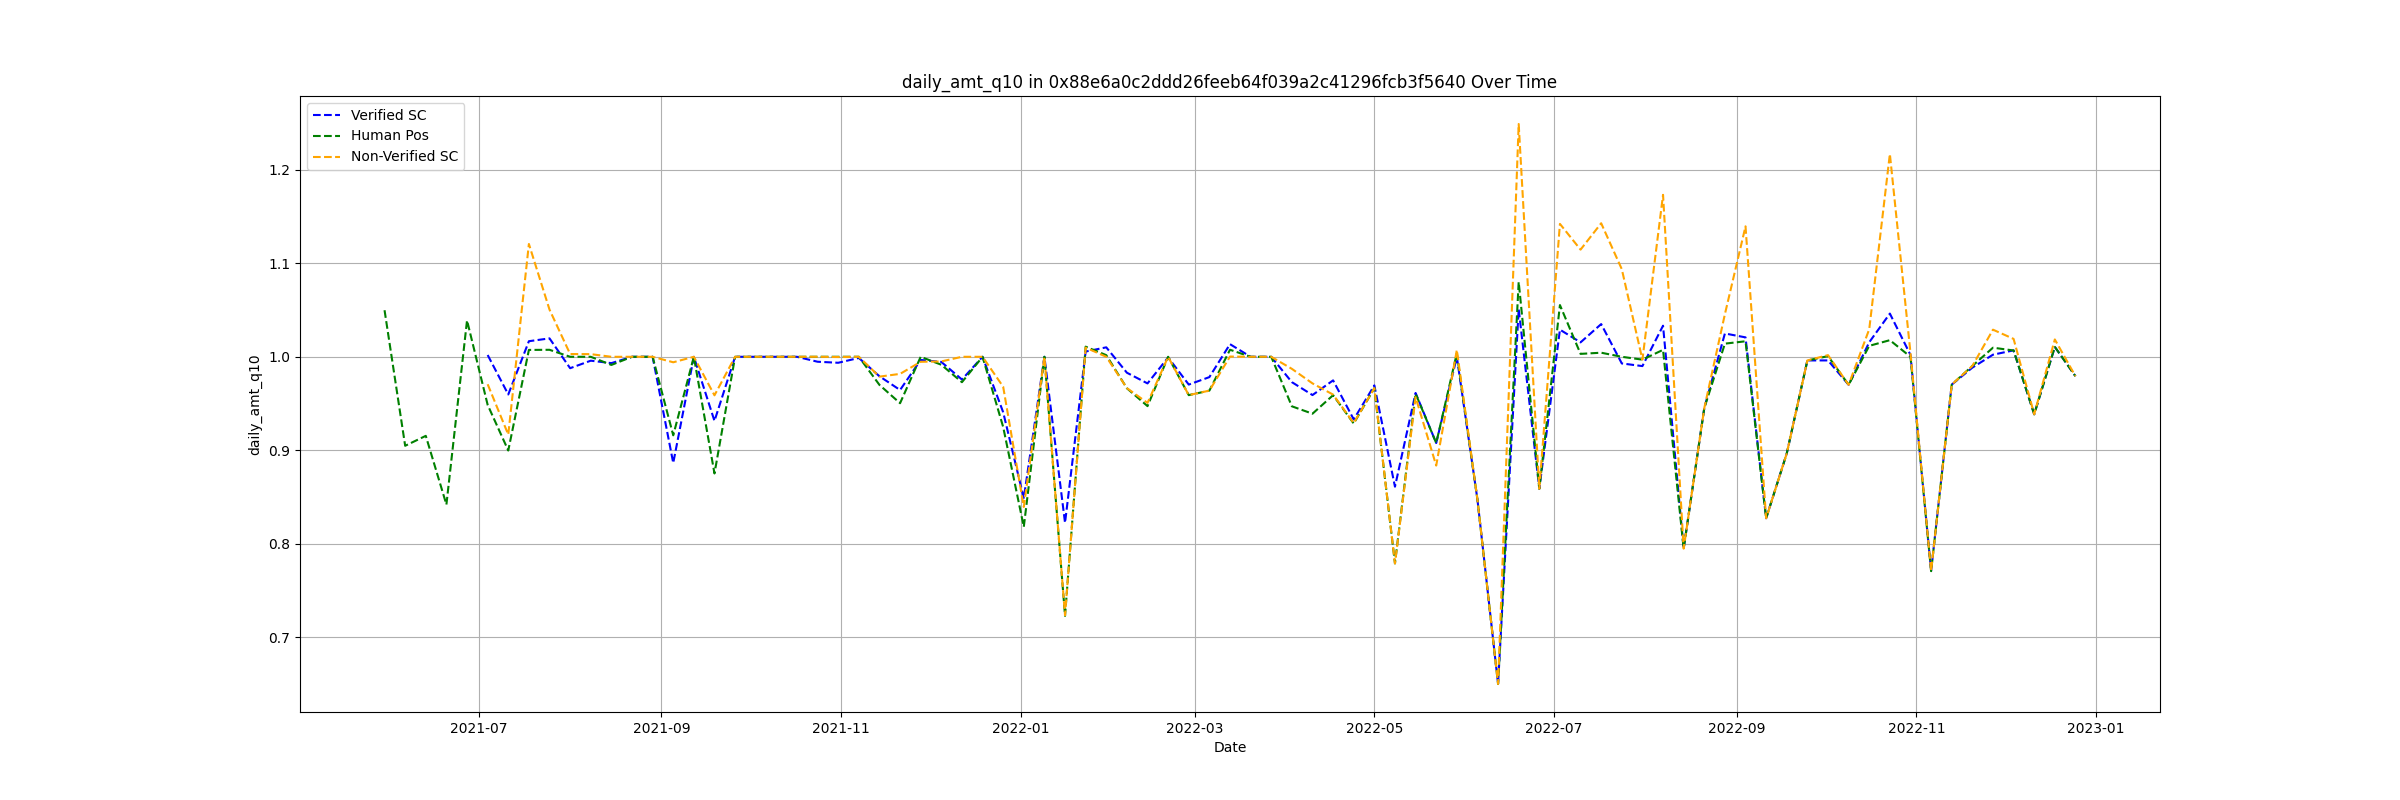 daily_amt_q10 in 0x88e6a0c2ddd26feeb64f039a2c41296fcb3f5640 Over Time
Verified SC
Human Pos
Non-Verified SC
daily_amt_q10
1.2
1.1
1.0
0.9
0.8
0.7
2021-07
2021-09
2021-11
2022-01
2022-03
2022-05
2022-07
2022-09
2022-11
2023-01
Date